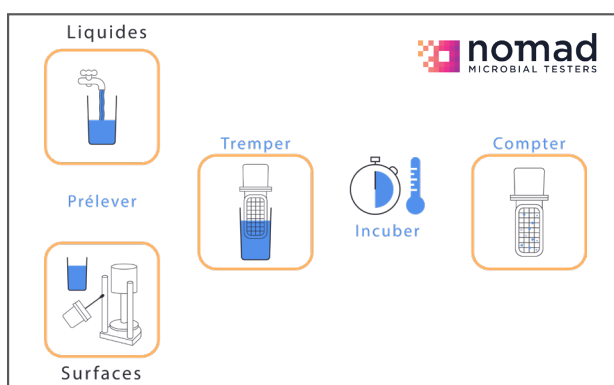 Liquides
nomad
MICROBIAL TESTERS
Tremper
Compter
Prélever
Incuber
Surfaces